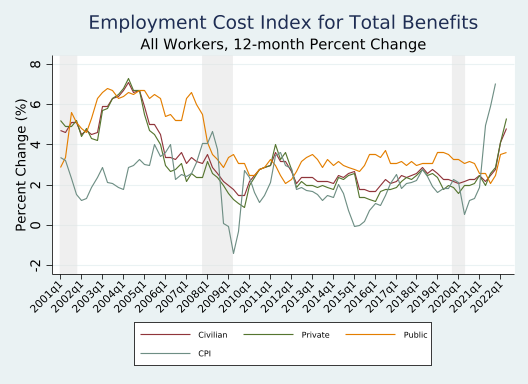 Employment Cost Index for Total Benefits
All Workers, 12-month Percent Change
Percent Change (%)
8
6
4
2
0
-2
2001q1
2002q1
2003q1
2004q1
2005q1
2006q1
2007q1
2008q1
2009q1
2010q1
2011q1
2012q1
2013q1
2014q1
2015q1
2016q1
2017q1
2018q1
2019q1
2020q1
2021q1
2022q1
Civilian Private Public
CPI